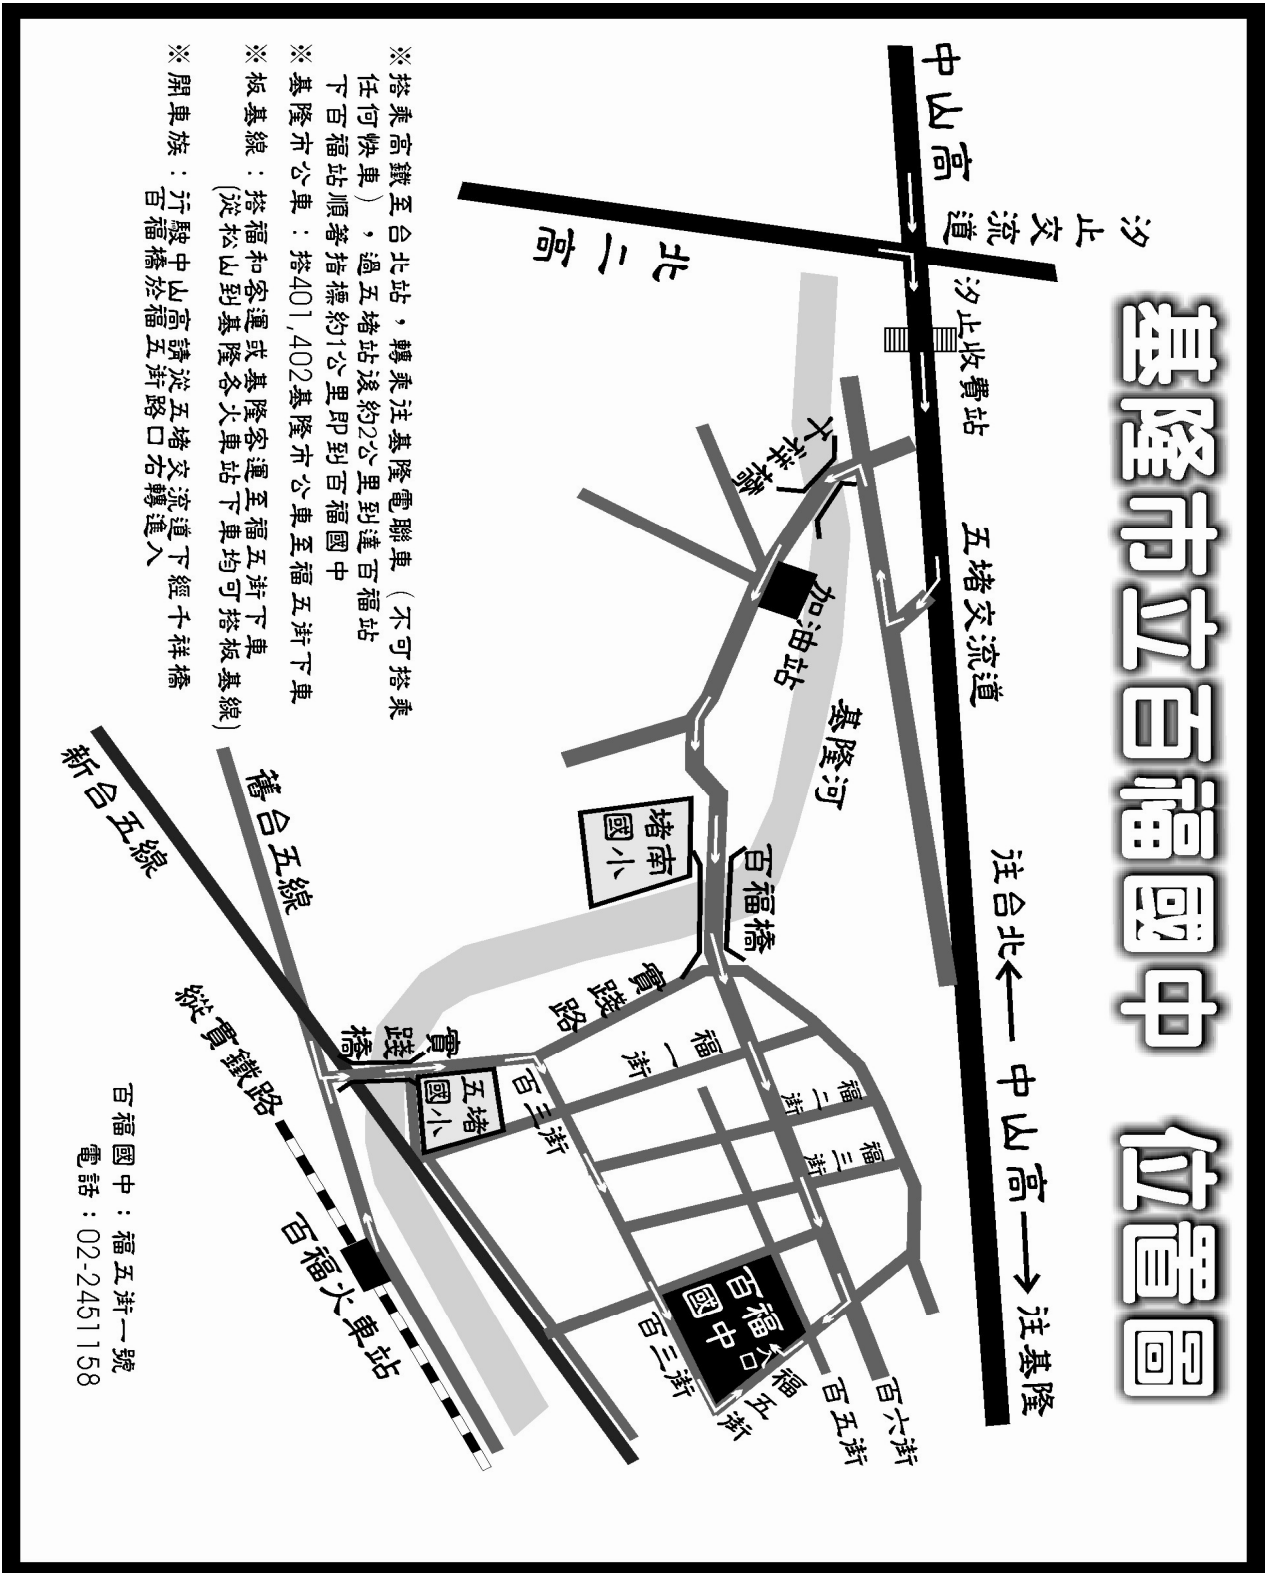 基隆市立百福國中 位置圖
中山高
汐止
交流道
汐止收費站
五堵交流道
往台北←中山高→往基隆
北二高
千祥橋
加油站
基隆河
堵南
國小
百福橋
實踐路
福一街
福二街
福三街
百三街
實踐橋
五堵
國小
百福
國中
百三街
福五街
百五街
百六街
新台五線
舊台五線
縱貫鐵路
百福火車站
※搭乘高鐵至台北站，轉乘往基隆電聯車（不可搭乘
任何快車），過五堵站後約2公里到達百福站
下百福站順著指標約1公里即到百福國中
※基隆市公車：搭401,402基隆市公車至福五街下車
※板基線：搭福和客運或基隆客運至福五街下車
(從松山到基隆各火車站下車均可搭板基線)
※開車族：行駛中山高請從五堵交流道下經千祥橋
百福橋於福五街路口右轉進入
百福國中：福五街一號
電話：02-2451158